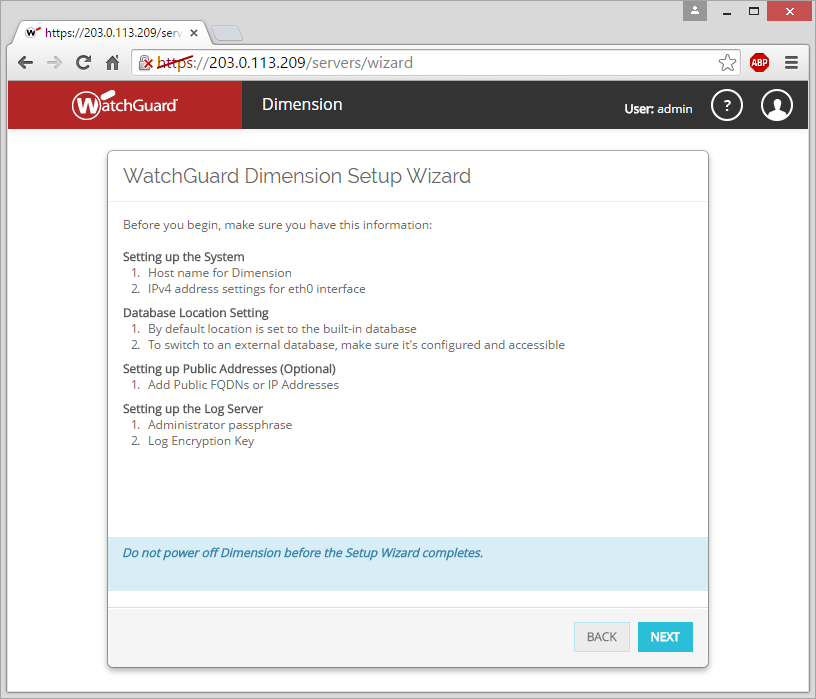 https://203.0.113.209/serv
https://203.0.113.209/servers/wizard
ABP
WatchGuard
Dimension
User: admin
?
WatchGuard Dimension Setup Wizard
Before you begin, make sure you have this information:
Setting up the System
1. Host name for Dimension
2. IPv4 address settings for eth0 interface
Database Location Setting
1. By default location is set to the built-in database
2. To switch to an external database, make sure it's configured and accessible
Setting up Public Addresses (Optional)
1. Add Public FQDNs or IP Addresses
Setting up the Log Server
1. Administrator passphrase
2. Log Encryption Key
Do not power off Dimension before the Setup Wizard completes.
BACK
NEXT